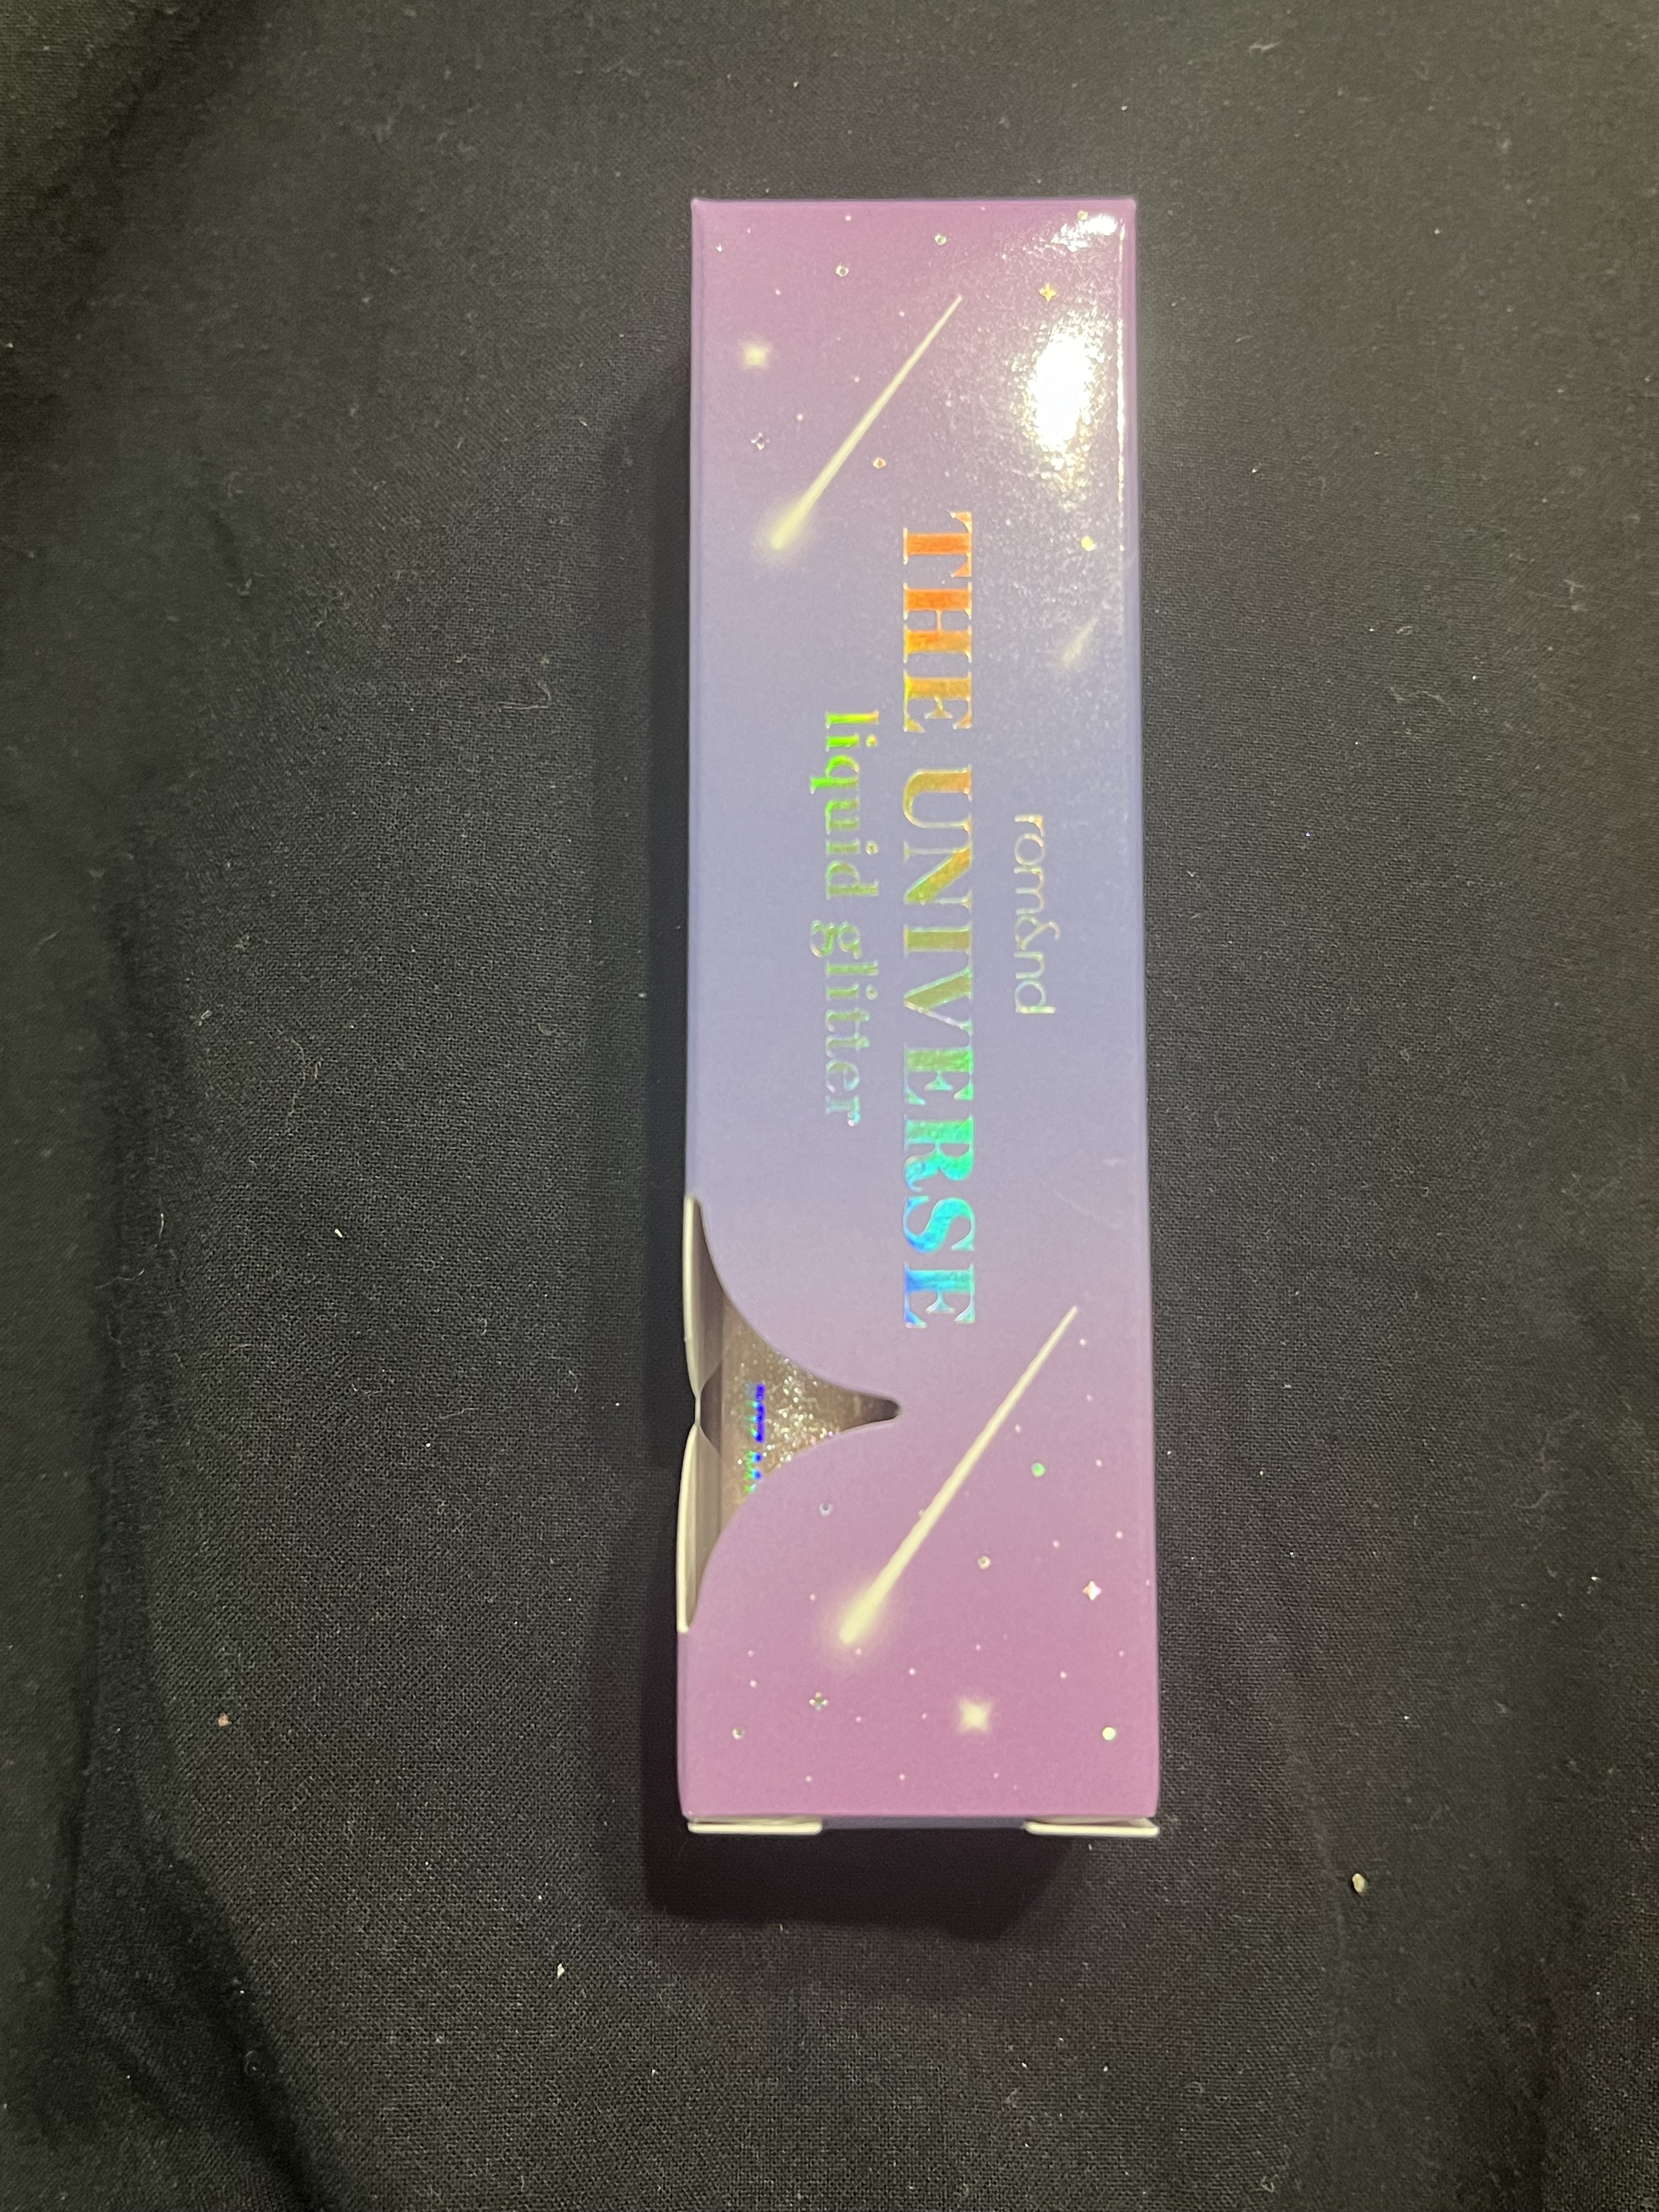 rom&nd
THE UNIVERSE
liquid glitter